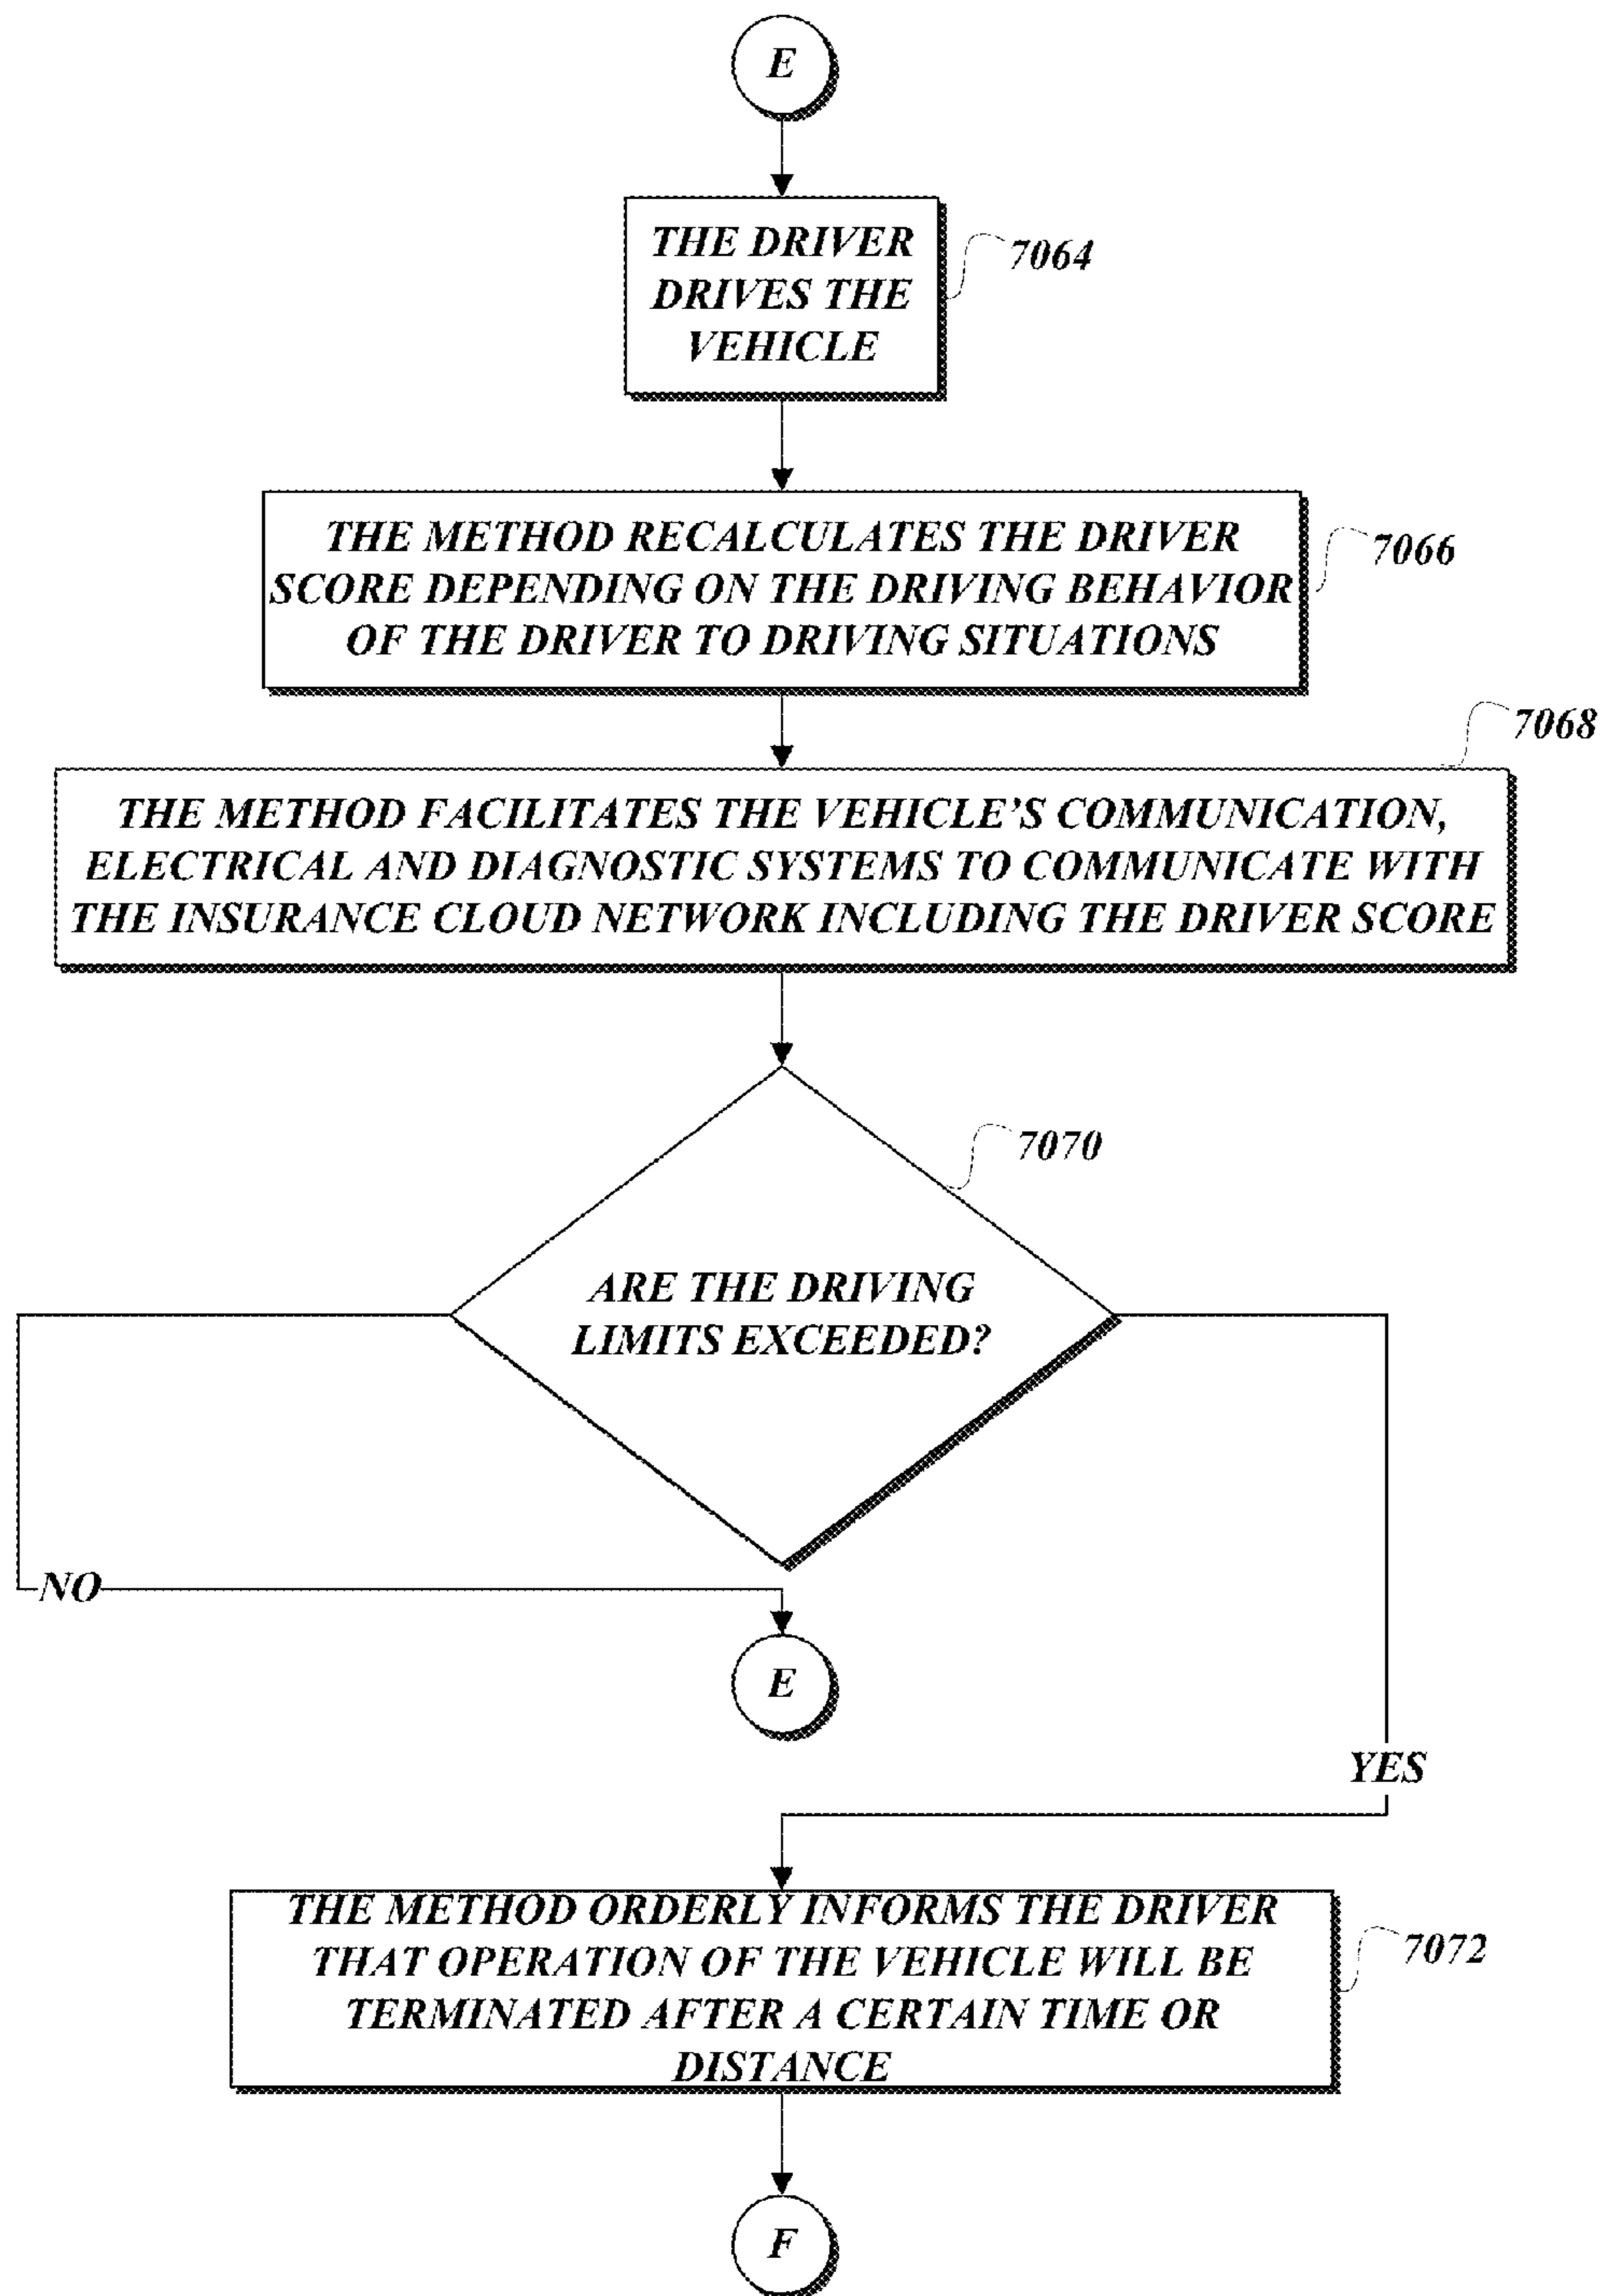 E
THE DRIVER
DRIVES THE
VEHICLE
7064
THE METHOD RECALCULATES THE DRIVER
SCORE DEPENDING ON THE DRIVING BEHAVIOR
OF THE DRIVER TO DRIVING SITUATIONS
7066
7068
THE METHOD FACILITATES THE VEHICLE'S COMMUNICATION,
ELECTRICAL AND DIAGNOSTIC SYSTEMS TO COMMUNICATE WITH
THE INSURANCE CLOUD NETWORK INCLUDING THE DRIVER SCORE
7070
ARE THE DRIVING
LIMITS EXCEEDED?
NO
E
YES
THE METHOD ORDERLY INFORMS THE DRIVER
THAT OPERATION OF THE VEHICLE WILL BE
TERMINATED AFTER A CERTAIN TIME OR
DISTANCE
7072
F